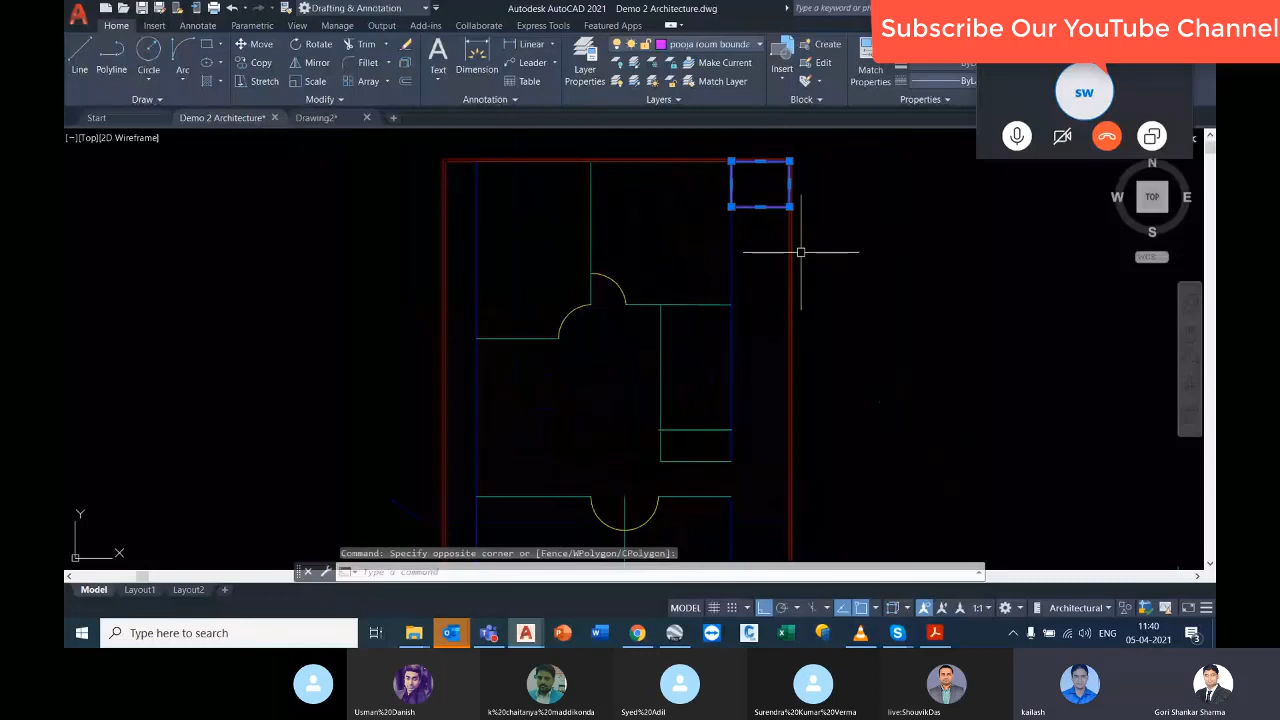 Drafting & Annotation
Autodesk AutoCAD 2021 Demo 2 Architecture.dwg
Type a keyword or ph
Subscribe Our YouTube Channel
Home Insert Annotate Parametric View Manage Output Add-ins Collaborate Express Tools Featured Apps
Line Polyline Circle Arc
Move Rotate Trim
Copy Mirror Fillet
Stretch Scale Array
Text Dimension
Linear
Leader
Table
Layer Properties
pooja room bounda
Make Current
Match Layer
Insert
Create
Edit
Match Properties
ByLa
Draw Modify Annotation Layers Block Properties
sw
Start Demo 2 Architecture* Drawing2*
[−][Top][2D Wireframe]
N
W TOP E
S
WCS
Y
X
Command: Specify opposite corner or [Fence/WPolygon/CPolygon]:
Type a command
Model Layout1 Layout2
MODEL 1:1 Architectural
Type here to search
ENG
11:40
05-04-2021
3
Usman%20Danish k%20chaitanya%20maddikonda Syed%20Adil Surendra%20Kumar%20Verma live:ShouvikDas kailash Gori Shankar Sharma